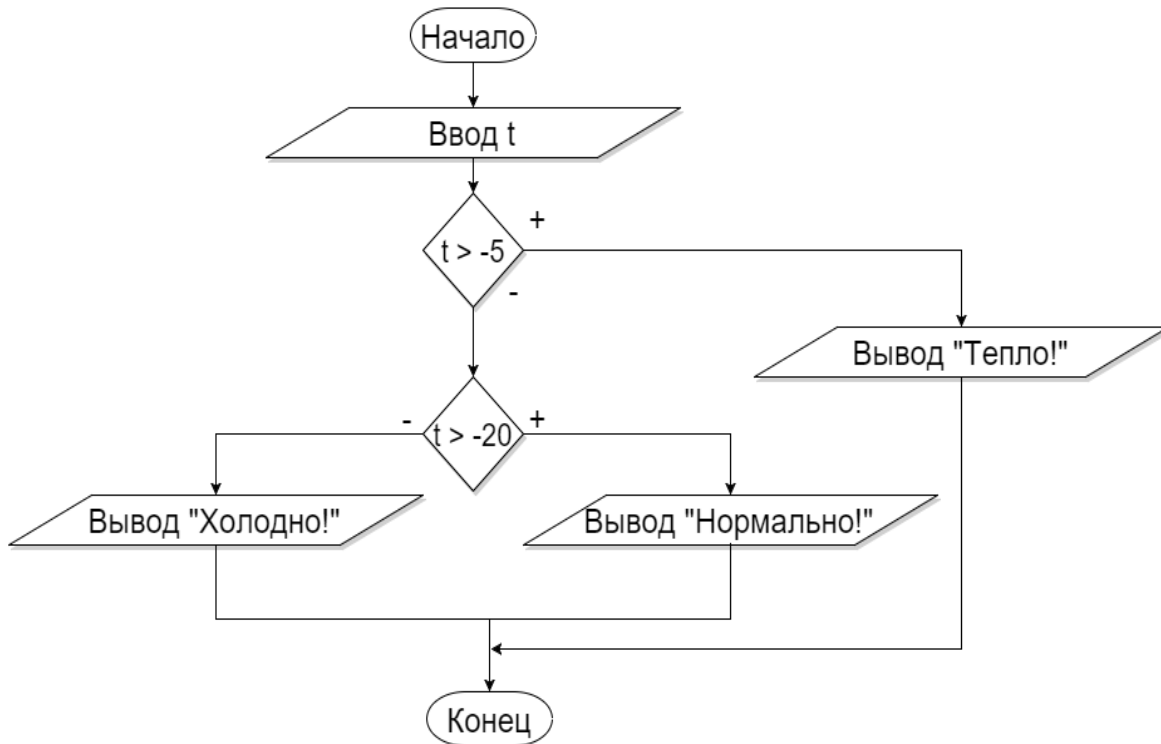 Начало
Ввод t
+
t > -5
-
Вывод "Тепло!"
-
t > -20
+
Вывод "Холодно!"
Вывод "Нормально!"
Конец